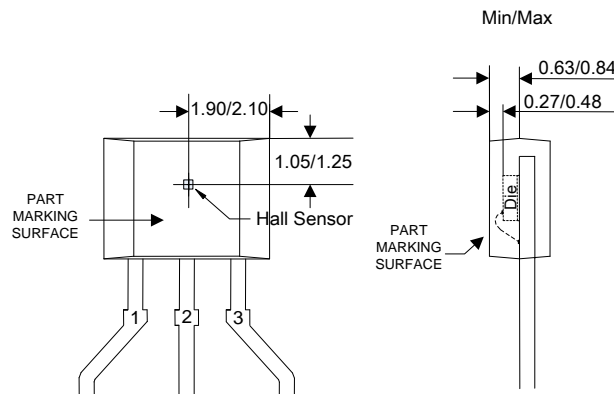 Min/Max
0.63/0.84
0.27/0.48
1.90/2.10
1.05/1.25
Hall Sensor
PART
MARKING
SURFACE
1
2
3
Die
PART
MARKING
SURFACE